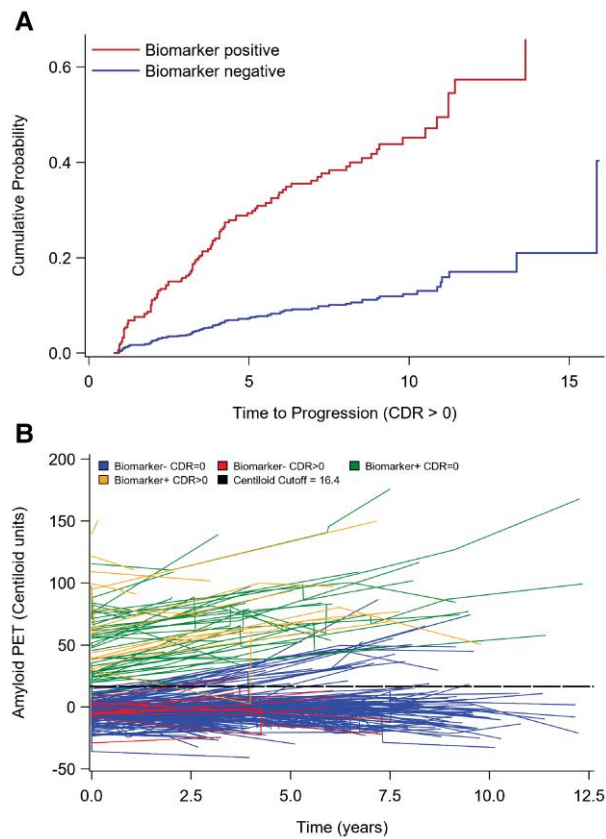 A
Biomarker positive
Biomarker negative
Cumulative Probability
0.6
0.4
0.2
0.0
0 5 10 15
Time to Progression (CDR > 0)
B
Biomarker- CDR=0 Biomarker- CDR>0 Biomarker+ CDR=0
Biomarker+ CDR>0 Centiloid Cutoff = 16.4
Amyloid PET (Centiloid units)
200
150
100
50
0
-50
0.0 2.5 5.0 7.5 10.0 12.5
Time (years)